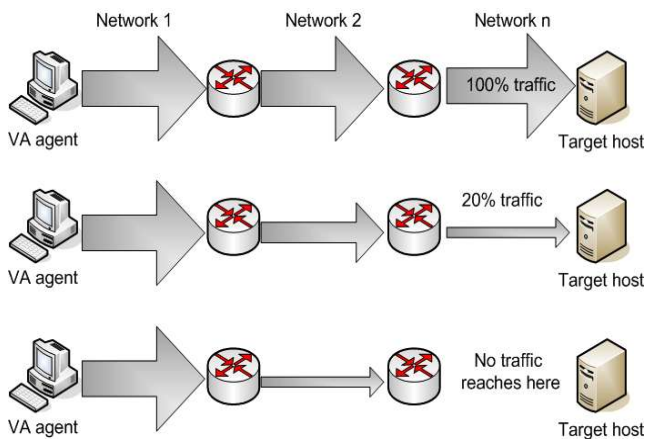 Network 1
Network 2
Network n
100% traffic
VA agent
Target host
20% traffic
VA agent
Target host
No traffic
reaches here
VA agent
Target host